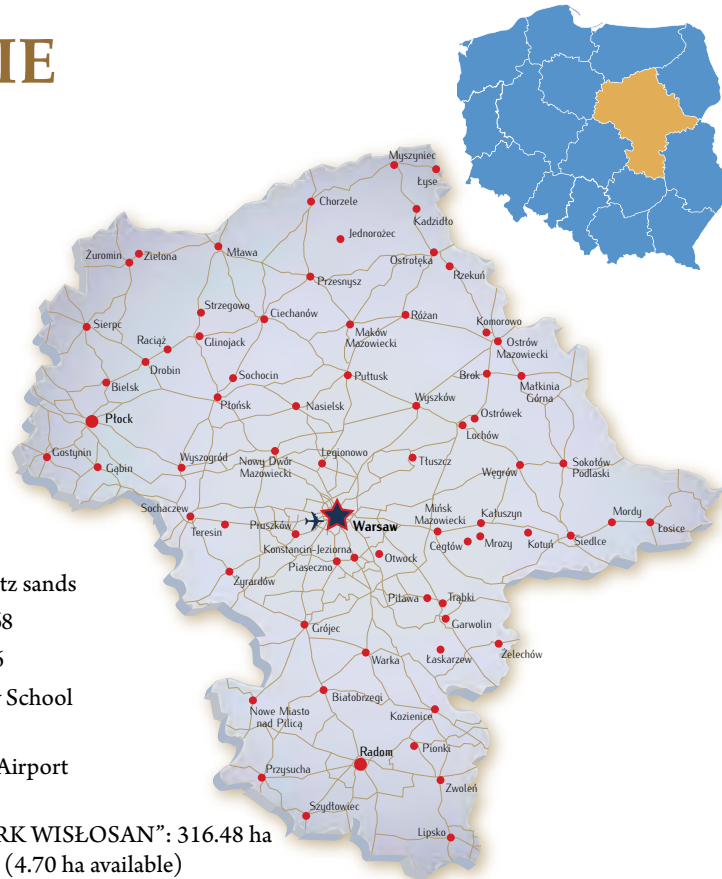 IE
Myszyniec
Łyse
Chorzele
Kadzidło
Jednorożec
Żuromin
Zielona
Mława
Ostrołęka
Rzekuń
Przesnysz
Strzegowo
Ciechanów
Różan
Komorowo
Sierpc
Maków
Mazowiecki
Ostrów
Mazowiecki
Raciąż
Glinojack
Drobin
Sochocin
Pułtusk
Brok
Małkinia
Górna
Bielsk
Płońsk
Nasielsk
Wyszków
Ostrówek
Płock
Łochów
Gostynin
Gąbin
Wyszogród
Nowy Dwór
Mazowiecki
Legionowo
Tłuszcz
Węgrów
Sokołów
Podlaski
Sochaczew
Teresin
Pruszków
Warsaw
Mińsk
Mazowiecki
Kałuszyn
Mordy
Łosice
Konstancin-Jeziorna
Cegłów
Mrozy
Kotuń
Siedlce
Piaseczno
Otwock
Żyrardów
Pilawa
Trąbki
Garwolin
Grójec
Warka
Łaskarzew
Żelechów
Białobrzegi
Nowe Miasto
nad Pilicą
Kozienice
Radom
Pionki
Przysucha
Zwoleń
Szydłowiec
Lipsko
tz sands
58
6
y School
Airport
RK WISŁOSAN”: 316.48 ha
(4.70 ha available)